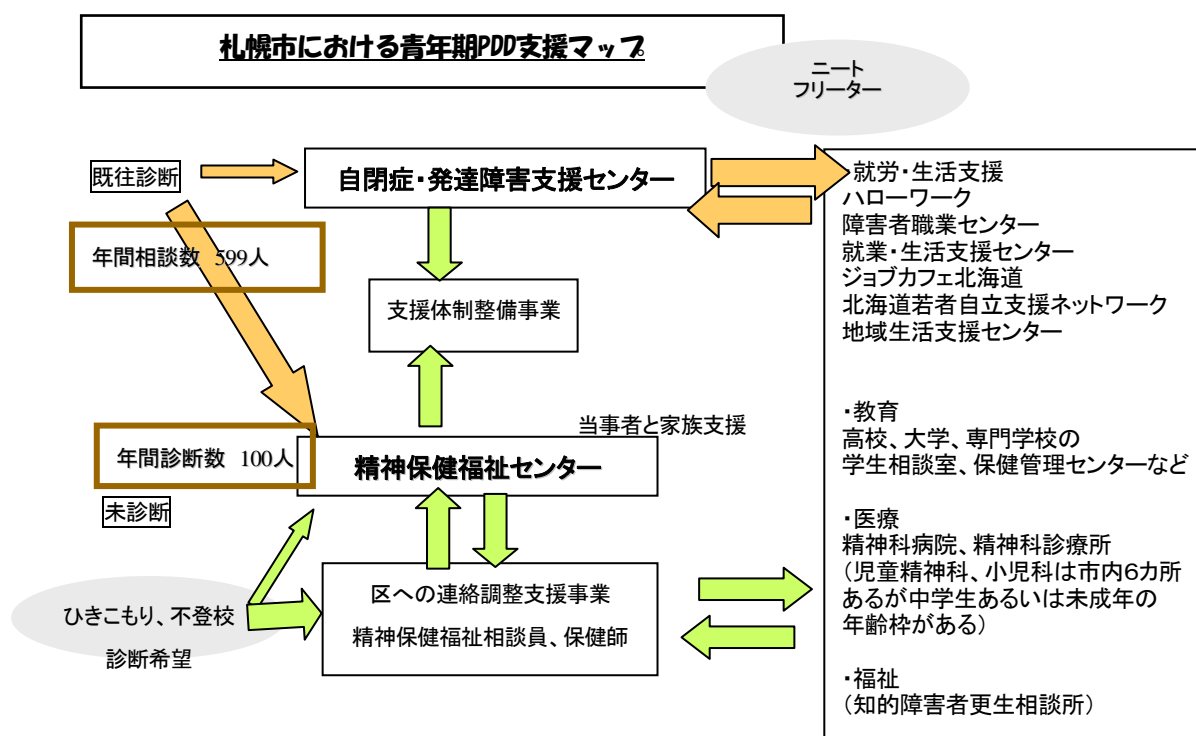 札幌市における青年期PDD支援マップ
ニート
フリーター
既往診断
自閉症・発達障害支援センター
年間相談数 599人
支援体制整備事業
当事者と家族支援
年間診断数 100人
精神保健福祉センター
未診断
ひきこもり、不登校
診断希望
区への連絡調整支援事業
精神保健福祉相談員、保健師
・就労・生活支援
ハローワーク
障害者職業センター
就業・生活支援センター
ジョブカフェ北海道
北海道若者自立支援ネットワーク
地域生活支援センター
・教育
高校、大学、専門学校の
学生相談室、保健管理センターなど
・医療
精神科病院、精神科診療所
(児童精神科、小児科は市内6カ所
あるが中学生あるいは未成年の
年齢枠がある)
・福祉
(知的障害者更生相談所)